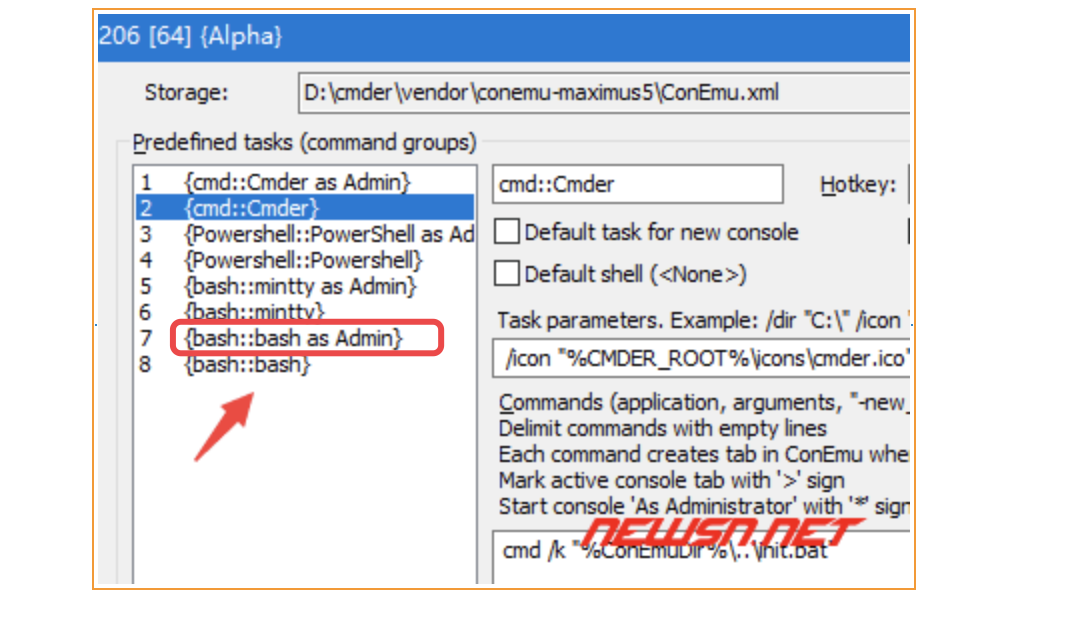 206 [64] {Alpha}
Storage: D:\cmder\vendor\conemu-maximus5\ConEmu.xml
Predefined tasks (command groups)
1 {cmd::Cmder as Admin}
2 {cmd::Cmder}
3 {Powershell::PowerShell as Ad
4 {Powershell::Powershell}
5 {bash::mintty as Admin}
6 {bash::mintty}
7 {bash::bash as Admin}
8 {bash::bash}
cmd::Cmder Hotkey:
Default task for new console
Default shell (<None>)
Task parameters. Example: /dir "C:\" /icon '
/icon "%CMDER_ROOT%\icons\cmder.ico"
Commands (application, arguments, "-new_
Delimit commands with empty lines
Each command creates tab in ConEmu whe
Mark active console tab with '>' sign
Start console 'As Administrator' with '*' sign
NEWSN.NET
cmd /k "%ConEmuDir%\..\init.bat"